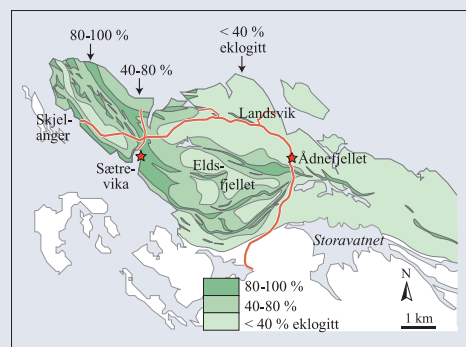 80-100 %
< 40 %
eklogitt
40-80 %
Skjel-
anger
Landsvik
Sætre-
vika
Elds-
fjellet
Ådnefjellet
Storavatnet
80-100 %
40-80 %
< 40 % eklogitt
N
1 km